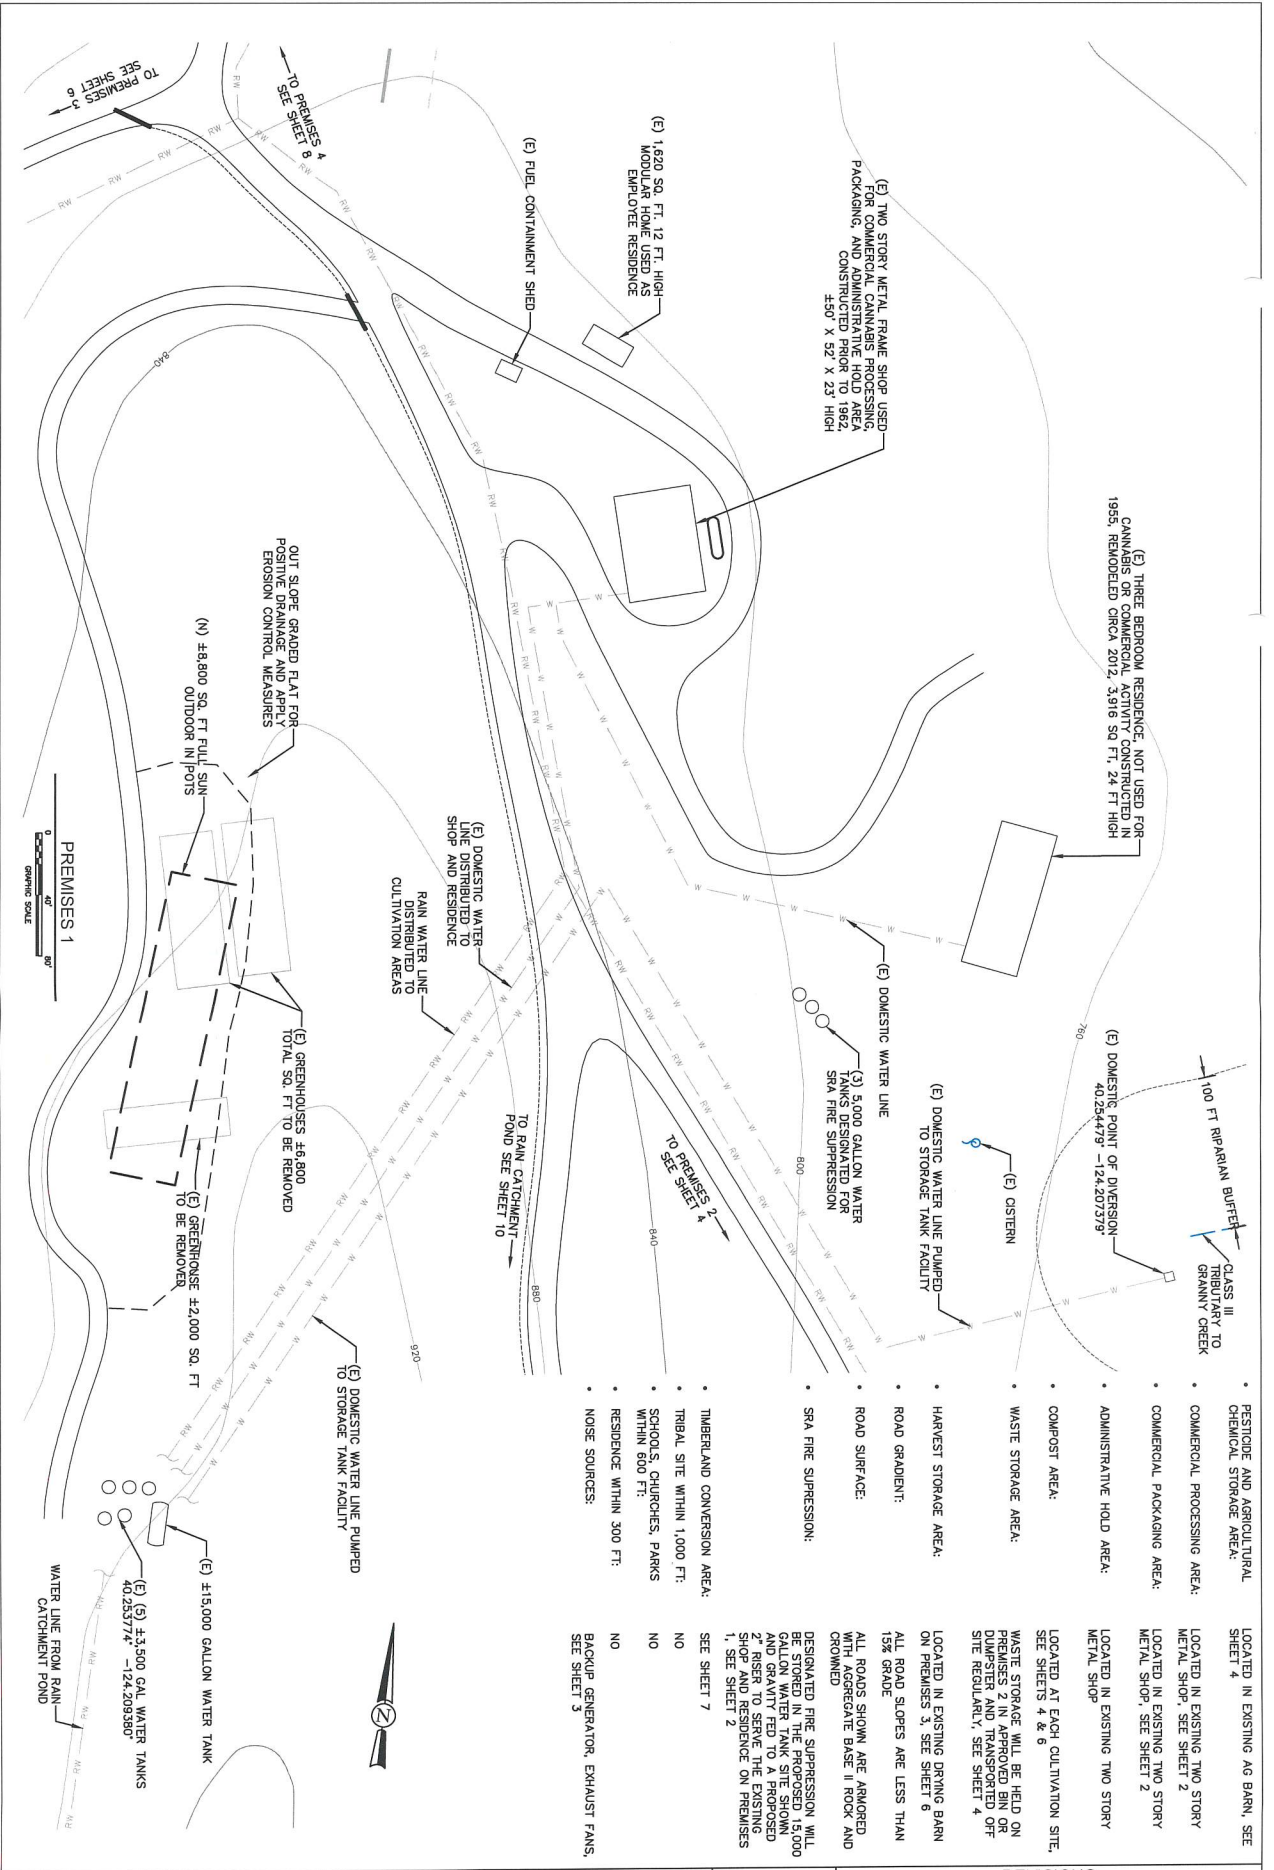 TO PREMISES 3
SEE SHEET 6
TO PREMISES 4
SEE SHEET 8
(E) FUEL CONTAINMENT SHED
(E) 1,620 SQ. FT. 12 FT. HIGH
MODULAR HOME USED AS
EMPLOYEE RESIDENCE
(E) TWO STORY METAL FRAME SHOP USED
FOR COMMERCIAL CANNABIS PROCESSING,
PACKAGING, AND ADMINISTRATIVE HOLD AREA
CONSTRUCTED PRIOR TO 1962,
±50' X 52' X 23' HIGH
(E) THREE BEDROOM RESIDENCE, NOT USED FOR
CANNABIS OR COMMERCIAL ACTIVITY CONSTRUCTED IN
1955, REMODELED CIRCA 2012, 3,916 SQ FT, 24 FT HIGH
100 FT RIPARIAN BUFFER
CLASS III
TRIBUTARY TO
GRANNY CREEK
(E) DOMESTIC POINT OF DIVERSION
40.254479° -124.207379°
(E) CISTERN
(E) DOMESTIC WATER LINE PUMPED
TO STORAGE TANK FACILITY
(E) DOMESTIC WATER LINE
(3) 5,000 GALLON WATER
TANKS DESIGNATED FOR
SRA FIRE SUPPRESSION
TO PREMISES 2
SEE SHEET 4
TO RAIN CATCHMENT
POND SEE SHEET 10
(E) DOMESTIC WATER
LINE DISTRIBUTED TO
SHOP AND RESIDENCE
RAIN WATER LINE
DISTRIBUTED TO
CULTIVATION AREAS
OUT SLOPE GRADED FLAT FOR
POSITIVE DRAINAGE AND APPLY
EROSION CONTROL MEASURES
(N) ±8,800 SQ. FT FULL SUN
OUTDOOR IN POTS
(E) GREENHOUSES ±6,800
TOTAL SQ. FT TO BE REMOVED
(E) GREENHOUSE ±2,000 SQ. FT
TO BE REMOVED
(E) DOMESTIC WATER LINE PUMPED
TO STORAGE TANK FACILITY
(E) ±15,000 GALLON WATER TANK
(E) (5) ±3,500 GAL WATER TANKS
40.253774° -124.209380°
WATER LINE FROM RAIN
CATCHMENT POND
760
800
840
880
920
840
PREMISES 1
0 40' 80'
GRAPHIC SCALE
N
• PESTICIDE AND AGRICULTURAL CHEMICAL STORAGE AREA: LOCATED IN EXISTING AG BARN, SEE
SHEET 4
• COMMERCIAL PROCESSING AREA: LOCATED IN EXISTING TWO STORY
METAL SHOP, SEE SHEET 2
• COMMERCIAL PACKAGING AREA: LOCATED IN EXISTING TWO STORY
METAL SHOP, SEE SHEET 2
• ADMINISTRATIVE HOLD AREA: LOCATED IN EXISTING TWO STORY
METAL SHOP
• COMPOST AREA: LOCATED AT EACH CULTIVATION SITE,
SEE SHEETS 4 & 6
• WASTE STORAGE AREA: WASTE STORAGE WILL BE HELD ON
PREMISES 2 IN APPROVED BIN OR
DUMPSTER AND TRANSPORTED OFF
SITE REGULARLY, SEE SHEET 4
• HARVEST STORAGE AREA: LOCATED IN EXISTING DRYING BARN
ON PREMISES 3, SEE SHEET 6
• ROAD GRADIENT: ALL ROAD SLOPES ARE LESS THAN
15% GRADE
• ROAD SURFACE: ALL ROADS SHOWN ARE ARMORED
WITH AGGREGATE BASE II ROCK AND
CROWNED
• SRA FIRE SUPRESSION: DESIGNATED FIRE SUPPRESSION WILL
BE STORED IN THE PROPOSED 15,000
GALLON WATER TANK SITE SHOWN
AND GRAVITY FED TO A PROPOSED
2" RISER TO SERVE THE EXISTING
SHOP AND RESIDENCE ON PREMISES
1, SEE SHEET 2
• TIMBERLAND CONVERSION AREA: SEE SHEET 7
• TRIBAL SITE WITHIN 1,000 FT: NO
• SCHOOLS, CHURCHES, PARKS WITHIN 600 FT: NO
• RESIDENCE WITHIN 300 FT: NO
• NOISE SOURCES: BACKUP GENERATOR, EXHAUST FANS,
SEE SHEET 3